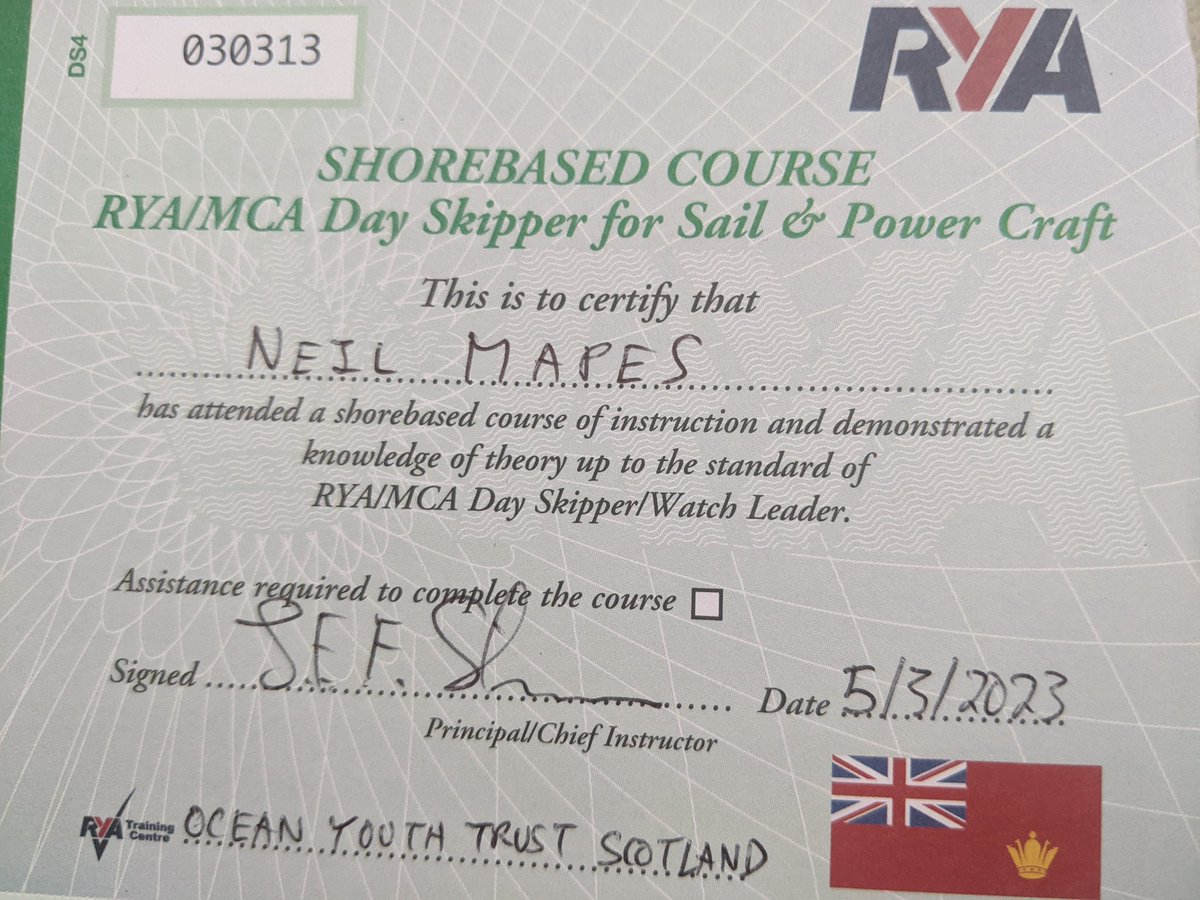 DS4
030313
RYA
SHOREBASED COURSE
RYA/MCA Day Skipper for Sail & Power Craft
This is to certify that
NEIL MAPES
has attended a shorebased course of instruction and demonstrated a
knowledge of theory up to the standard of
RYA/MCA Day Skipper/Watch Leader.
Assistance required to complete the course
Signed J.E.F.
Date 5/3/2023
Principal/Chief Instructor
RYA Training Centre OCEAN YOUTH TRUST SCOTLAND